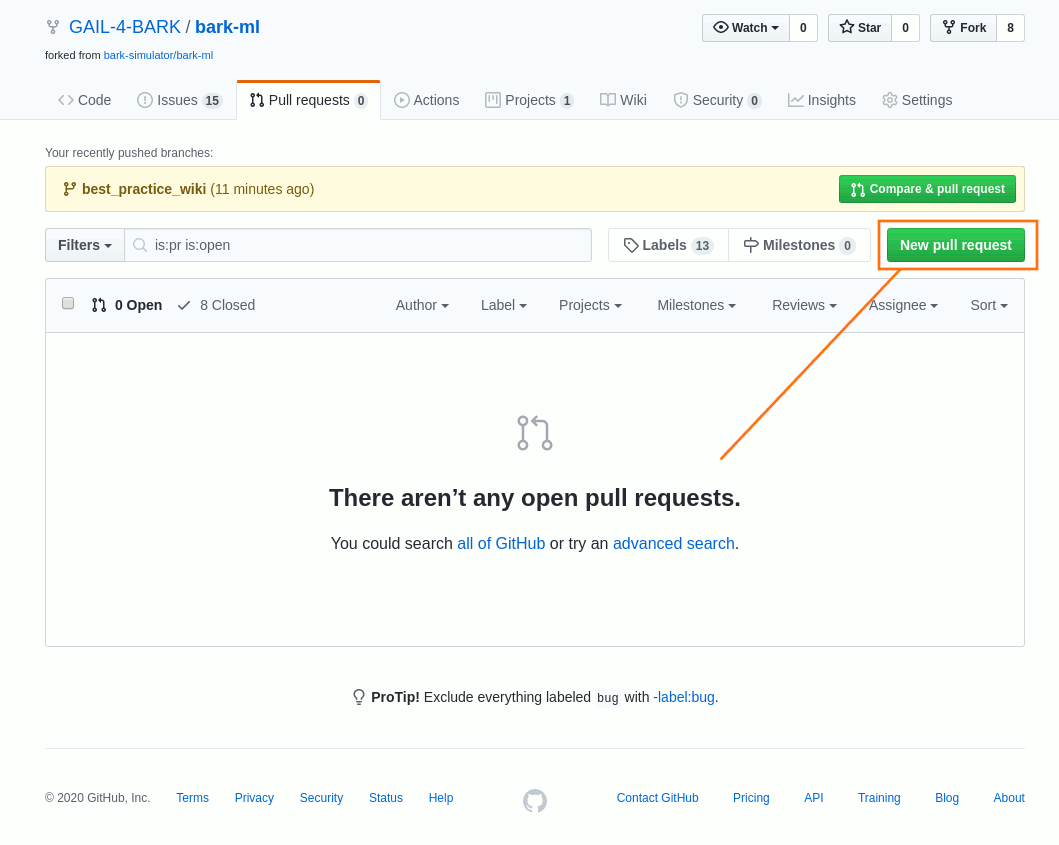 GAIL-4-BARK / bark-ml
Watch 0 Star 0 Fork 8
forked from bark-simulator/bark-ml
Code Issues 15 Pull requests 0 Actions Projects 1 Wiki Security 0 Insights Settings
Your recently pushed branches:
best_practice_wiki (11 minutes ago) Compare & pull request
Filters is:pr is:open Labels 13 Milestones 0 New pull request
0 Open 8 Closed Author Label Projects Milestones Reviews Assignee Sort
There aren’t any open pull requests.
You could search all of GitHub or try an advanced search.
ProTip! Exclude everything labeled bug with -label:bug.
© 2020 GitHub, Inc. Terms Privacy Security Status Help Contact GitHub Pricing API Training Blog About